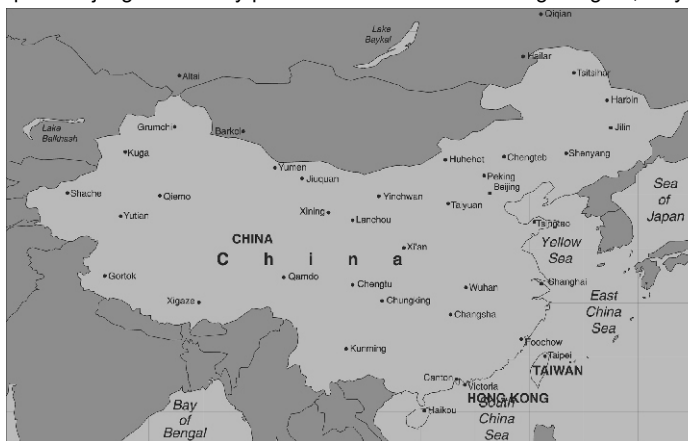 Qiqian
Lake
Baykal
Hailar
Tsitsihar
Altai
Harbin
Jilin
Lake
Balkhash
Grumchi
Barkol
Kuga
Yumen
Jiuquan
Huhehot
Chengteb
Shenyang
Peking
Beijing
Shache
Qiemo
Yinchwan
Taiyuan
Sea
of
Japan
Yutian
Xining
Lanchou
Tsingtao
CHINA
China
Xi'an
Yellow
Sea
Gortok
Qamdo
Chengtu
Wuhan
Shanghai
Xigaze
Chungking
East
China
Sea
Changsha
Kunming
Foochow
Taipei
TAIWAN
Canton
Victoria
HONG KONG
Haikou
South
China
Sea
Bay
of
Bengal